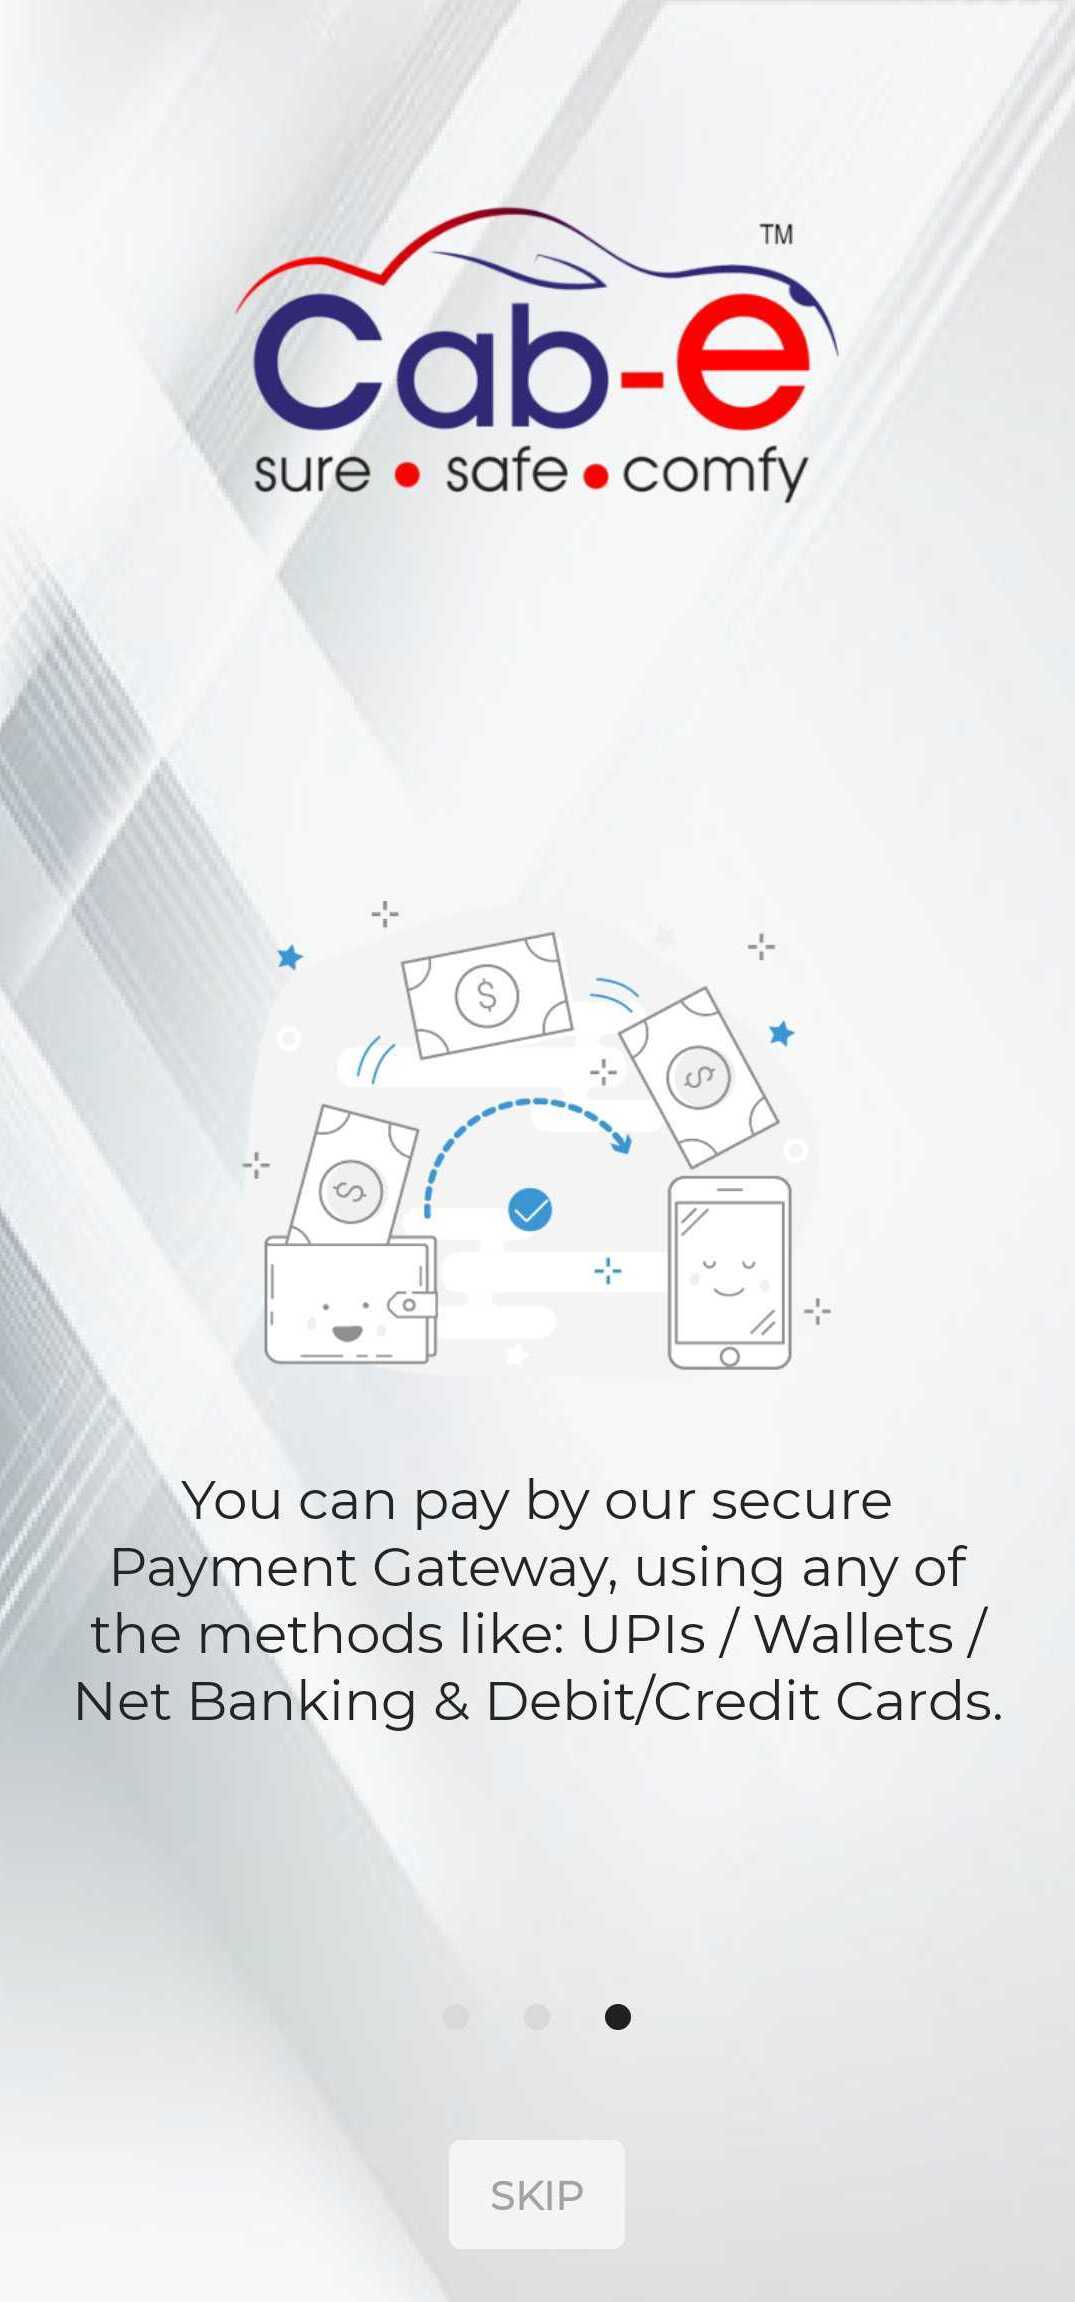 TM
Cab-e
sure • safe • comfy
$
$
$
You can pay by our secure
Payment Gateway, using any of
the methods like: UPIs / Wallets /
Net Banking & Debit/Credit Cards.
SKIP